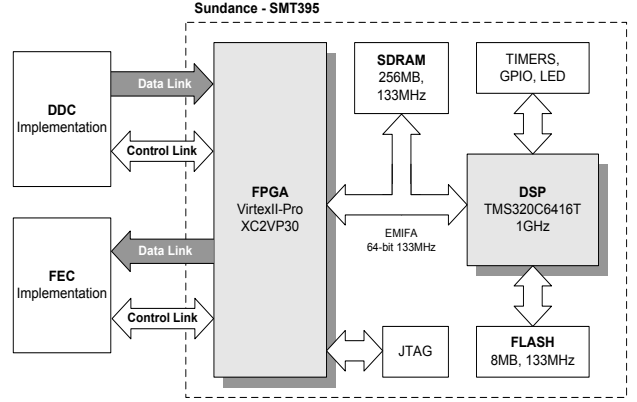 Sundance - SMT395
DDC
Implementation
Data Link
Control Link
FEC
Implementation
Data Link
Control Link
FPGA
VirtexII-Pro
XC2VP30
SDRAM
256MB,
133MHz
TIMERS,
GPIO, LED
EMIFA
64-bit 133MHz
DSP
TMS320C6416T
1GHz
JTAG
FLASH
8MB, 133MHz